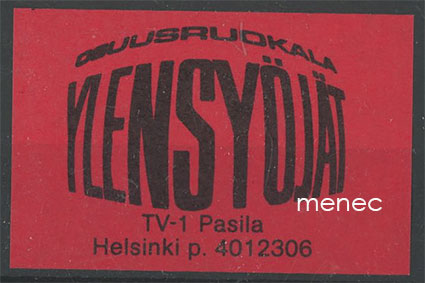 OSUUSRUOKALA
YLENSYÖJÄT
menec
TV-1 Pasila
Helsinki p. 4012306